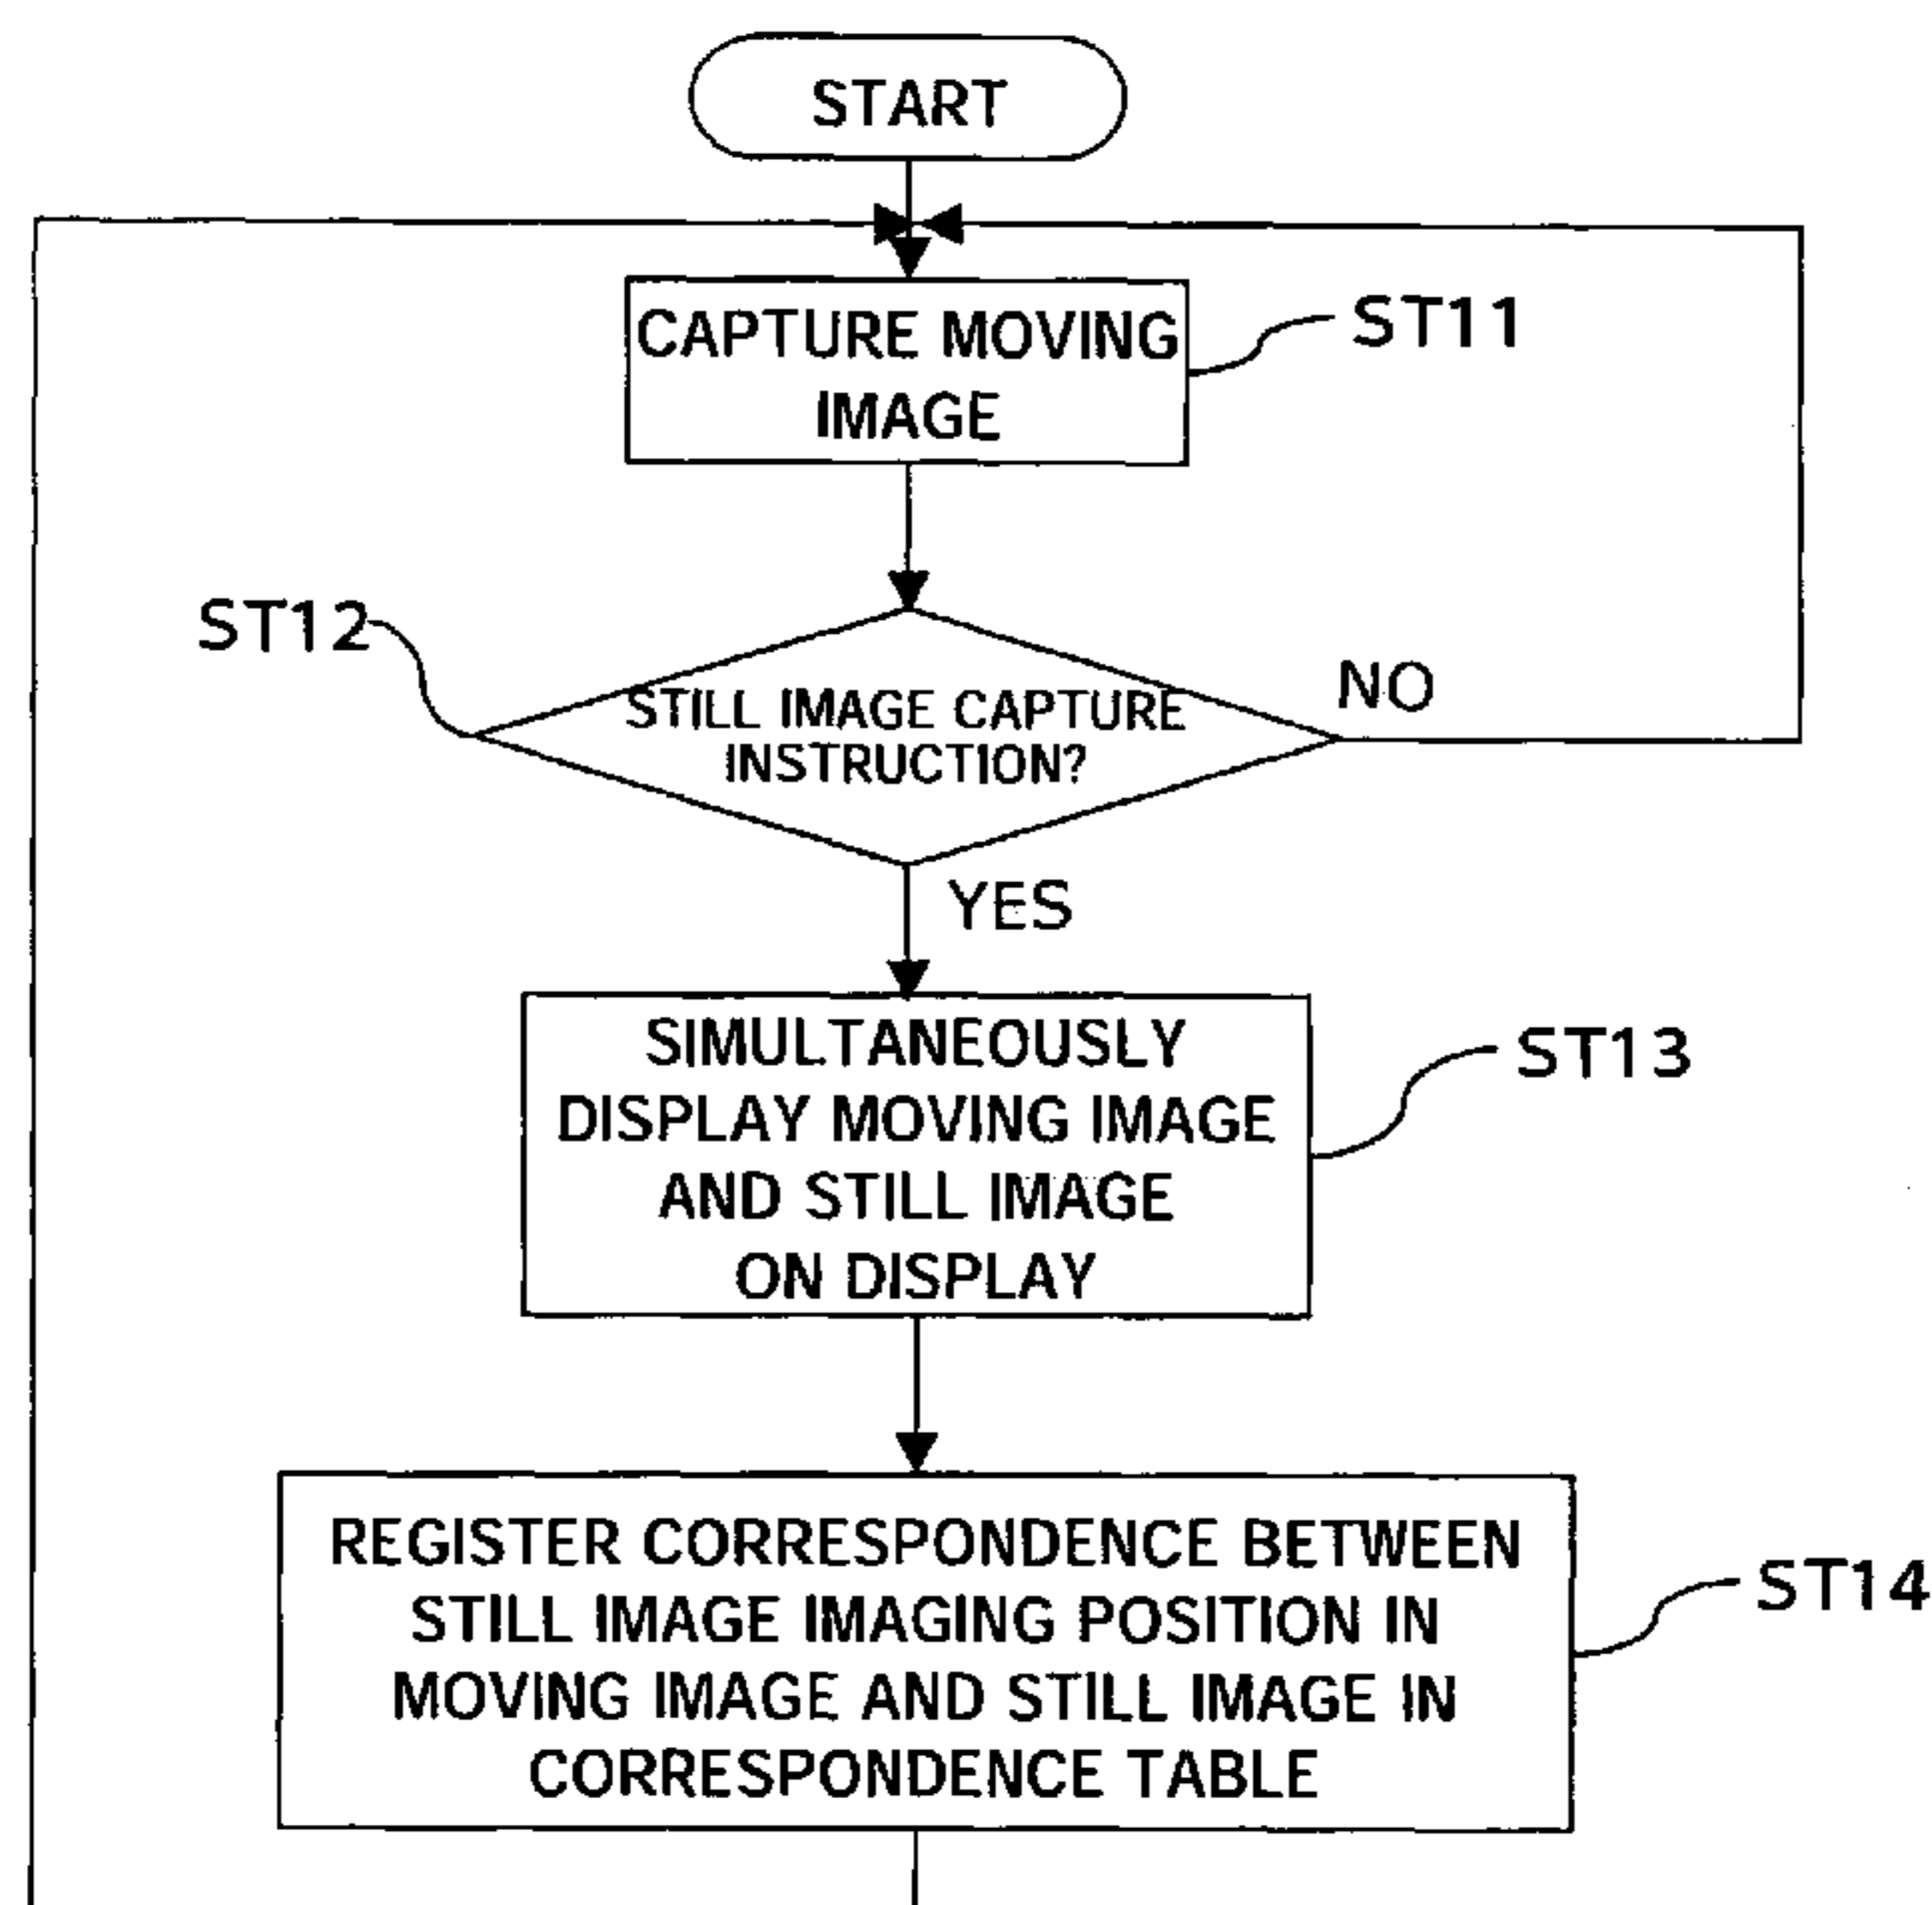 START
CAPTURE MOVING
IMAGE
ST11
ST12
STILL IMAGE CAPTURE
INSTRUCTION?
NO
YES
SIMULTANEOUSLY
DISPLAY MOVING IMAGE
AND STILL IMAGE
ON DISPLAY
ST13
REGISTER CORRESPONDENCE BETWEEN
STILL IMAGE IMAGING POSITION IN
MOVING IMAGE AND STILL IMAGE IN
CORRESPONDENCE TABLE
ST14